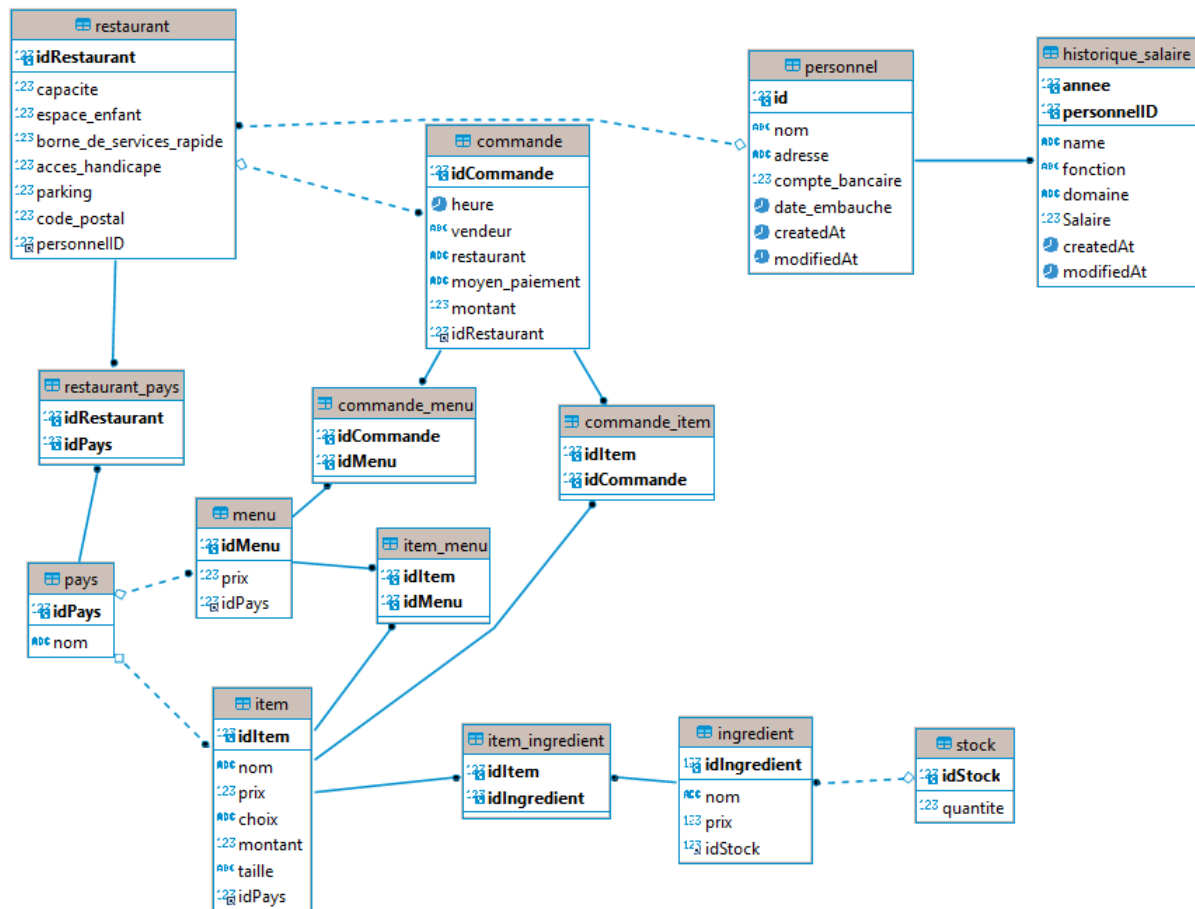 restaurant
idRestaurant
capacite
espace_enfant
borne_de_services_rapide
acces_handicape
parking
code_postal
personnelID
commande
idCommande
heure
vendeur
restaurant
moyen_paiement
montant
idRestaurant
personnel
id
nom
adresse
compte_bancaire
date_embauche
createdAt
modifiedAt
historique_salaire
annee
personnelID
name
fonction
domaine
Salaire
createdAt
modifiedAt
restaurant_pays
idRestaurant
idPays
commande_menu
idCommande
idMenu
commande_item
idItem
idCommande
menu
idMenu
prix
idPays
item_menu
idItem
idMenu
pays
idPays
nom
item
idItem
nom
prix
choix
montant
taille
idPays
item_ingredient
idItem
idIngredient
ingredient
idIngredient
nom
prix
idStock
stock
idStock
quantite